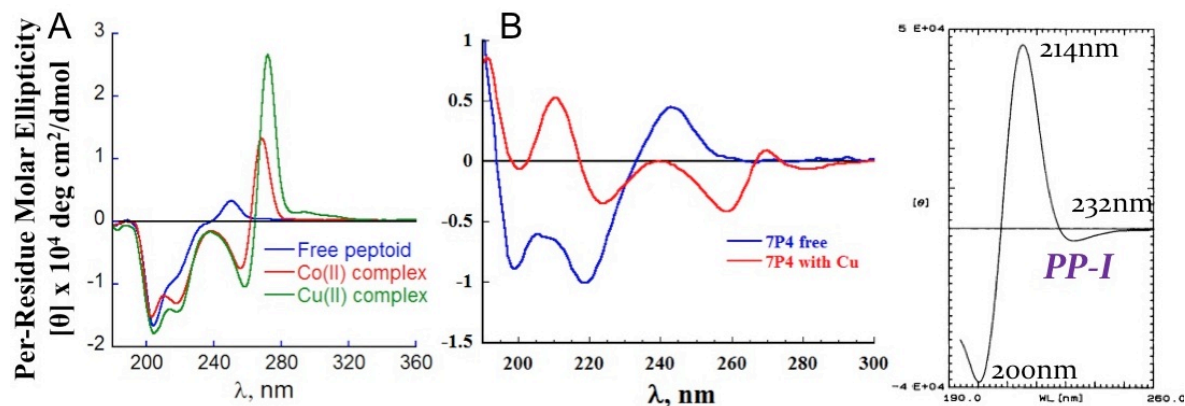 Per-Residue Molar Ellipticity
[θ] x 10⁴ deg cm²/dmol
A
3
2
1
0
-1
-2
200
240
280
320
360
λ, nm
Free peptoid
Co(II) complex
Cu(II) complex
B
1
0.5
0
-0.5
-1
-1.5
200
220
240
260
280
300
λ, nm
7P4 free
7P4 with Cu
5 E+04
[θ]
-4 E+04
190.0
WL [nm]
260.0
214nm
232nm
PP-I
200nm